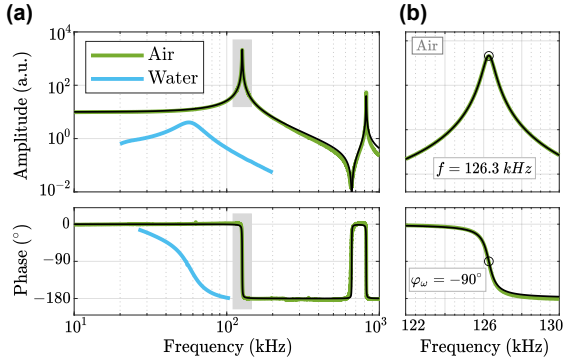 (a)
(b)
Amplitude (a.u.)
10^4
10^2
10^0
10^−2
Air
Water
Air
f = 126.3 kHz
Phase (°)
0
−90
−180
φ_ω = −90°
10^1
10^2
10^3
122
126
130
Frequency (kHz)
Frequency (kHz)